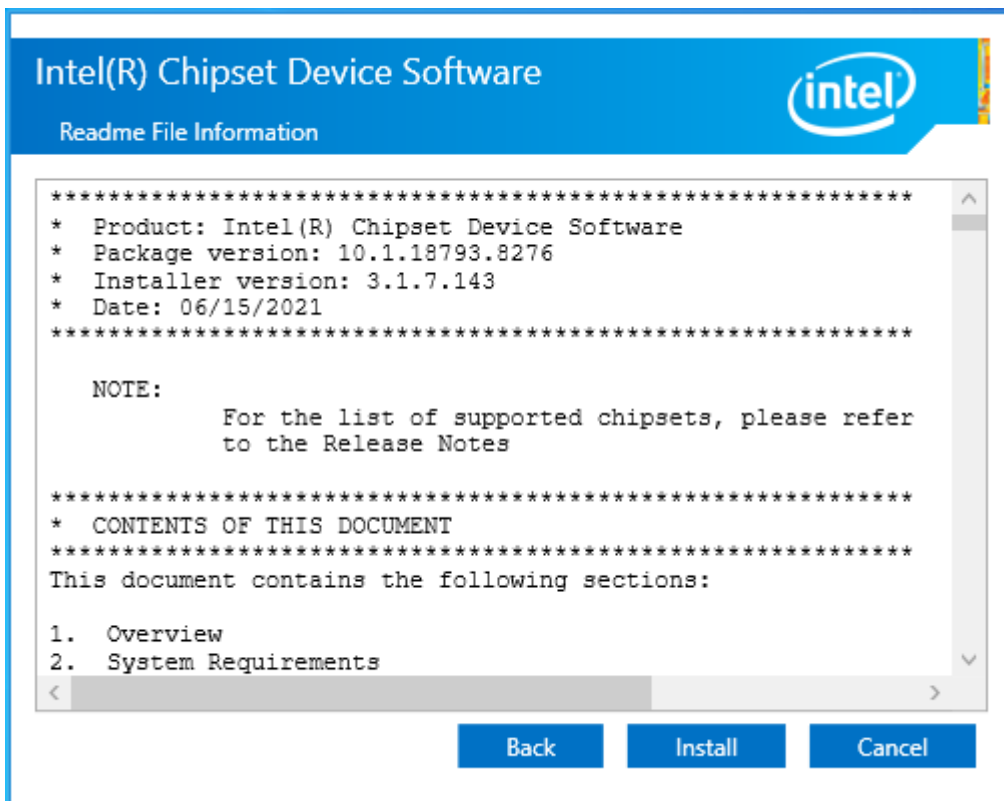 Intel(R) Chipset Device Software
intel
Readme File Information
**************************************************************
*  Product: Intel(R) Chipset Device Software
*  Package version: 10.1.18793.8276
*  Installer version: 3.1.7.143
*  Date: 06/15/2021
**************************************************************
NOTE:
For the list of supported chipsets, please refer
to the Release Notes
**************************************************************
*  CONTENTS OF THIS DOCUMENT
**************************************************************
This document contains the following sections:
1.  Overview
2.  System Requirements
Back Install Cancel